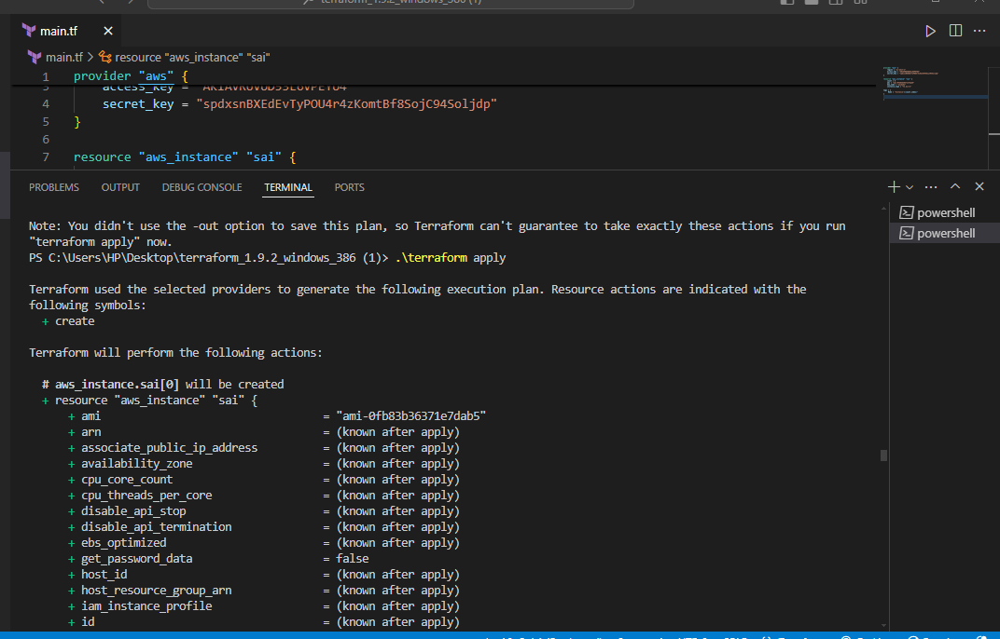 main.tf
main.tf > resource "aws_instance" "sai"
1 provider "aws" {
4 secret_key = "spdxsnBXEdEvTyPOU4r4zKomtBf8SojC94Soljdp"
5 }
6
7 resource "aws_instance" "sai" {
PROBLEMS OUTPUT DEBUG CONSOLE TERMINAL PORTS
powershell
powershell
Note: You didn't use the -out option to save this plan, so Terraform can't guarantee to take exactly these actions if you run
"terraform apply" now.
PS C:\Users\HP\Desktop\terraform_1.9.2_windows_386 (1)> .\terraform apply
Terraform used the selected providers to generate the following execution plan. Resource actions are indicated with the
following symbols:
+ create
Terraform will perform the following actions:
# aws_instance.sai[0] will be created
+ resource "aws_instance" "sai" {
+ ami = "ami-0fb83b36371e7dab5"
+ arn = (known after apply)
+ associate_public_ip_address = (known after apply)
+ availability_zone = (known after apply)
+ cpu_core_count = (known after apply)
+ cpu_threads_per_core = (known after apply)
+ disable_api_stop = (known after apply)
+ disable_api_termination = (known after apply)
+ ebs_optimized = (known after apply)
+ get_password_data = false
+ host_id = (known after apply)
+ host_resource_group_arn = (known after apply)
+ iam_instance_profile = (known after apply)
+ id = (known after apply)